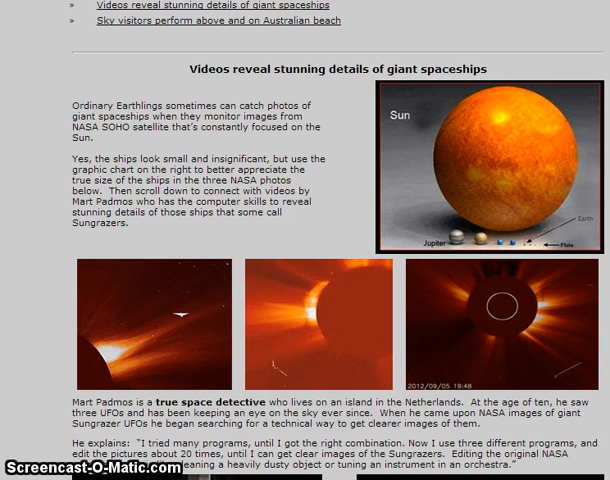 » Videos reveal stunning details of giant spaceships
» Sky visitors perform above and on Australian beach
Videos reveal stunning details of giant spaceships
Ordinary Earthlings sometimes can catch photos of
giant spaceships when they monitor images from
NASA SOHO satellite that's constantly focused on the
Sun.
Yes, the ships look small and insignificant, but use the
graphic chart on the right to better appreciate the
true size of the ships in the three NASA photos
below. Then scroll down to connect with videos by
Mart Padmos who has the computer skills to reveal
stunning details of those ships that some call
Sungrazers.
Sun
Earth
Jupiter
Pluto
2012/09/05 19:48
Mart Padmos is a true space detective who lives on an island in the Netherlands. At the age of ten, he saw
three UFOs and has been keeping an eye on the sky ever since. When he came upon NASA images of giant
Sungrazer UFOs he began searching for a technical way to get clearer images of them.
He explains: "I tried many programs, until I got the right combination. Now I use three different programs, and
edit the pictures about 20 times, until I can get clear images of the Sungrazers. Editing the original NASA
cleaning a heavily dusty object or tuning an instrument in an orchestra."
Screencast-O-Matic.com